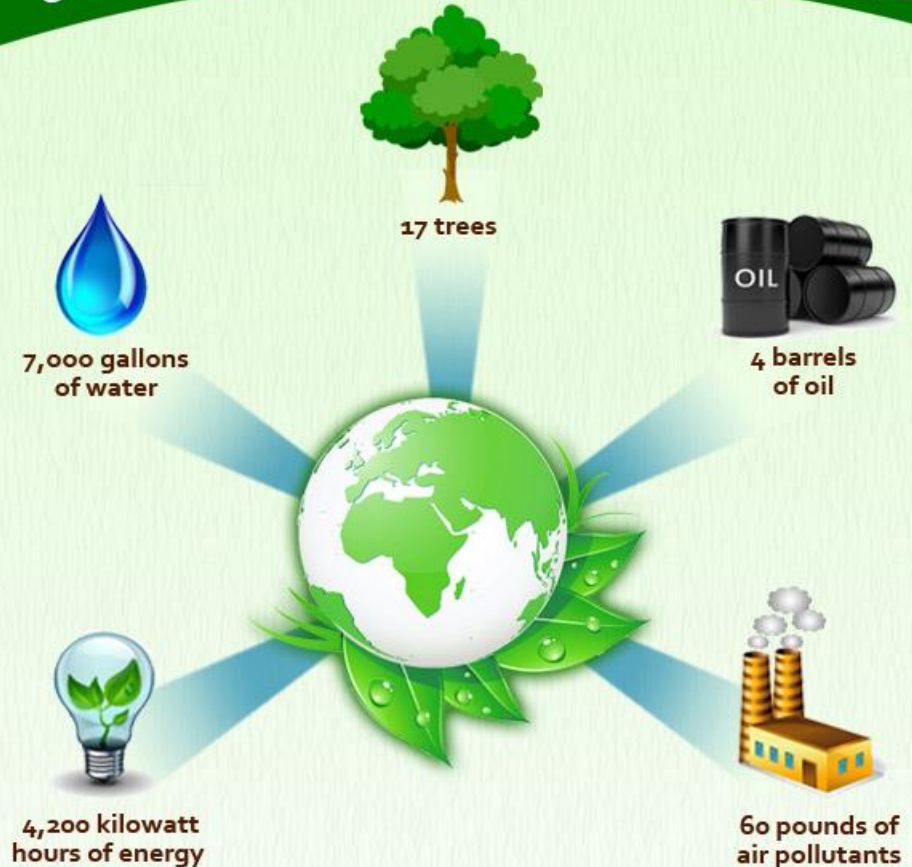 17 trees
OIL
7,000 gallons
of water
4 barrels
of oil
4,200 kilowatt
hours of energy
60 pounds of
air pollutants